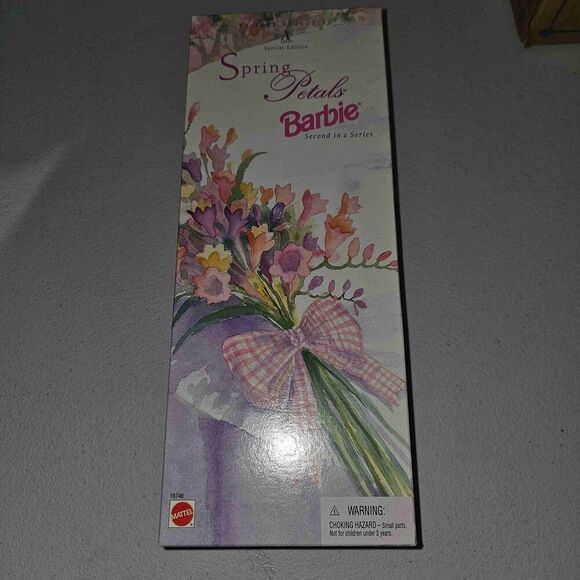 A
Special Edition
Spring
Petals
Barbie®
Second in a Series
16746
MATTEL
⚠ WARNING:
CHOKING HAZARD – Small parts.
Not for children under 3 years.